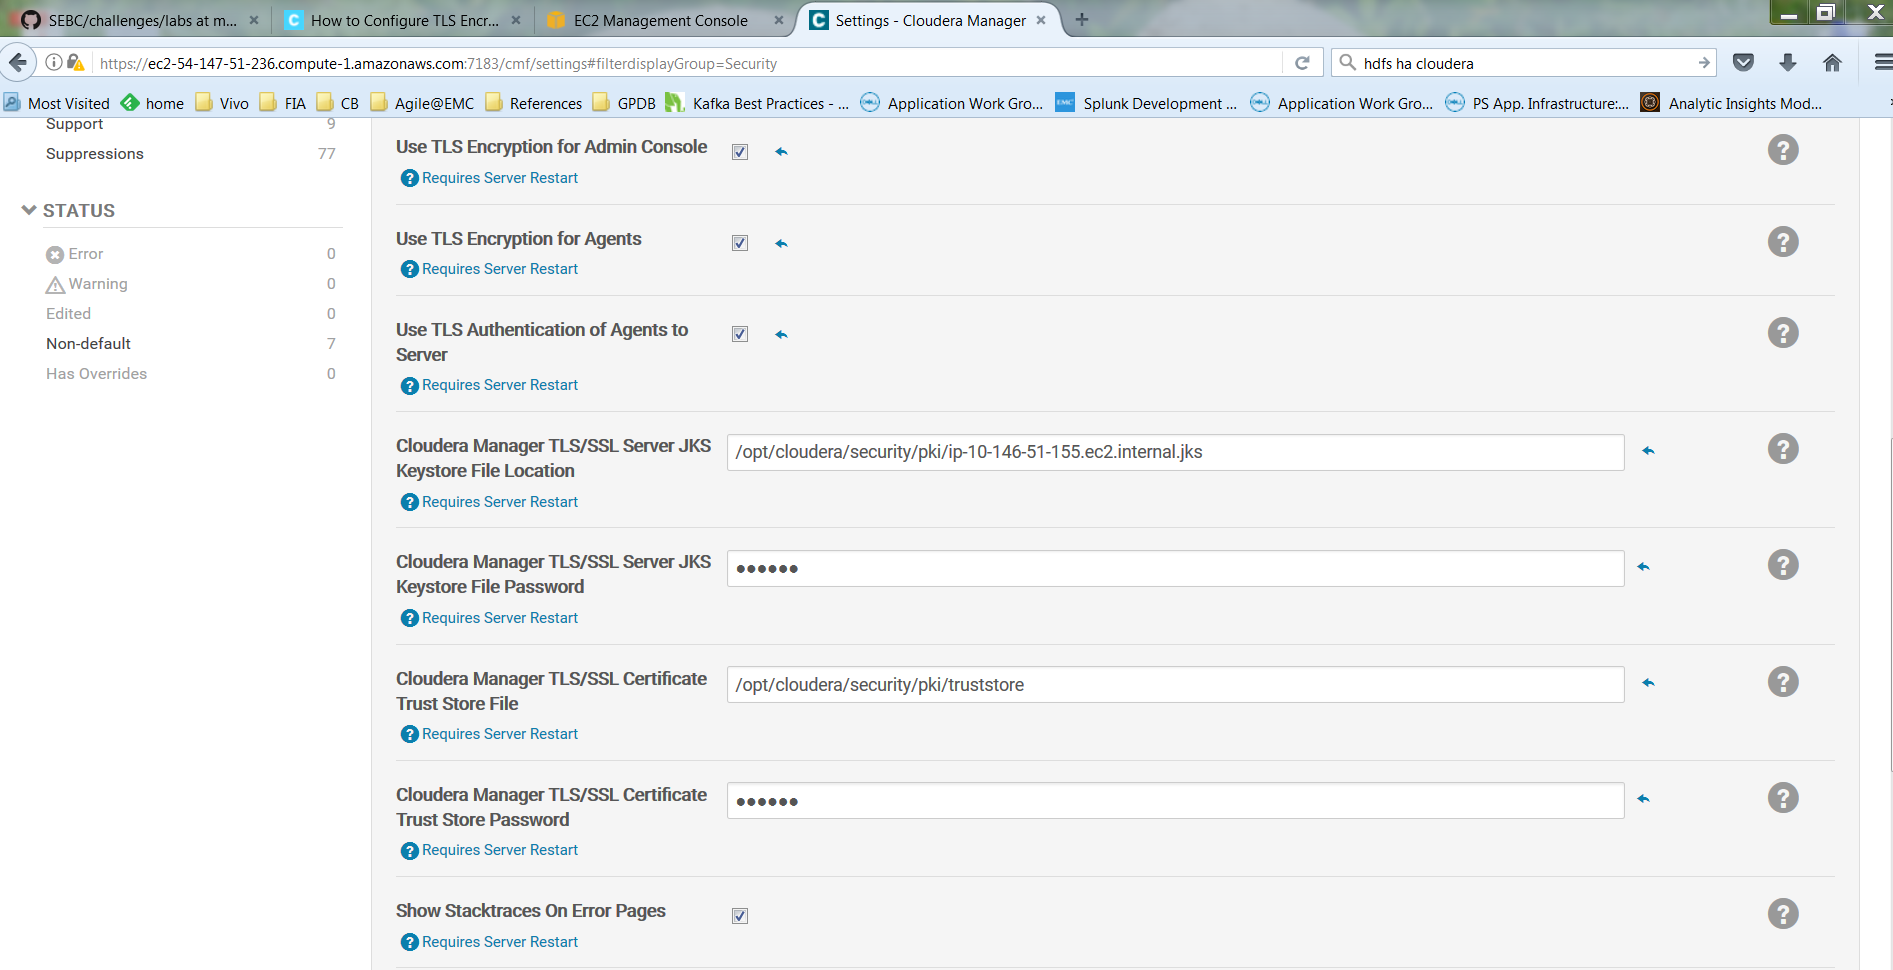 SEBC/challenges/labs at m...
How to Configure TLS Encr...
EC2 Management Console
Settings - Cloudera Manager
https://ec2-54-147-51-236.compute-1.amazonaws.com:7183/cmf/settings#filterdisplayGroup=Security
hdfs ha cloudera
Most Visited
home
Vivo
FIA
CB
Agile@EMC
References
GPDB
Kafka Best Practices - ...
Application Work Gro...
EMC
Splunk Development ...
Application Work Gro...
PS App. Infrastructure:...
Analytic Insights Mod...
Support 9
Suppressions 77
STATUS
Error 0
Warning 0
Edited 0
Non-default 7
Has Overrides 0
Use TLS Encryption for Admin Console
Requires Server Restart
Use TLS Encryption for Agents
Requires Server Restart
Use TLS Authentication of Agents to
Server
Requires Server Restart
Cloudera Manager TLS/SSL Server JKS
Keystore File Location
/opt/cloudera/security/pki/ip-10-146-51-155.ec2.internal.jks
Requires Server Restart
Cloudera Manager TLS/SSL Server JKS
Keystore File Password
••••••
Requires Server Restart
Cloudera Manager TLS/SSL Certificate
Trust Store File
/opt/cloudera/security/pki/truststore
Requires Server Restart
Cloudera Manager TLS/SSL Certificate
Trust Store Password
••••••
Requires Server Restart
Show Stacktraces On Error Pages
Requires Server Restart